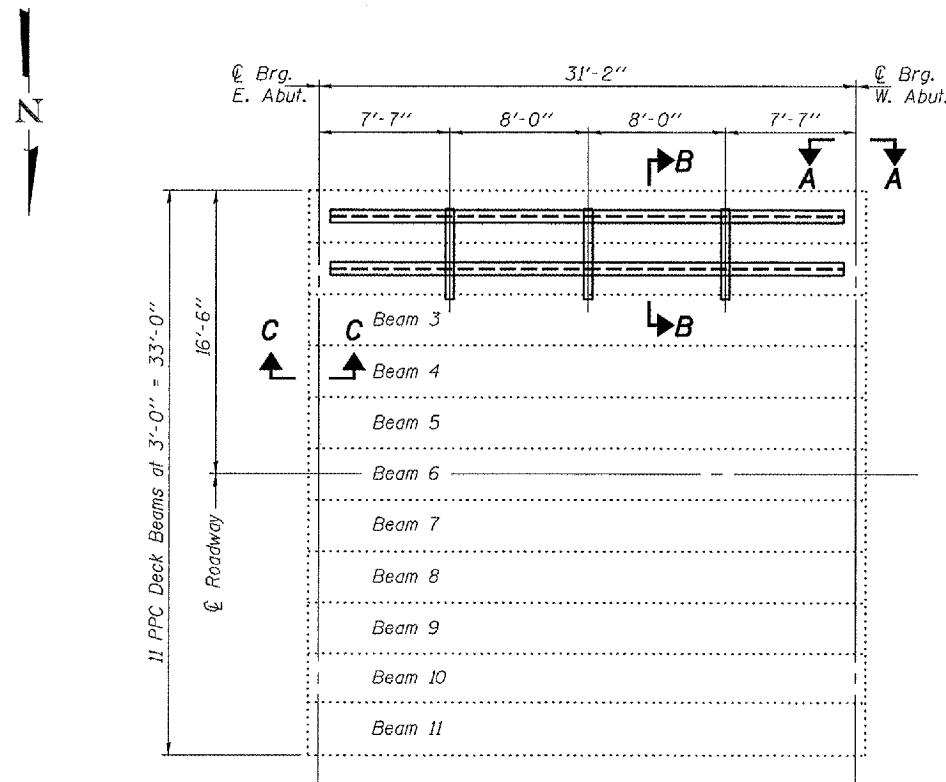 N
℄ Brg.
E. Abut.
31'-2"
℄ Brg.
W. Abut.
7'-7"
8'-0"
8'-0"
7'-7"
B
A
A
11 PPC Deck Beams at 3'-0" = 33'-0"
16'-6"
℄ Roadway
C
C
B
Beam 3
Beam 4
Beam 5
Beam 6
Beam 7
Beam 8
Beam 9
Beam 10
Beam 11